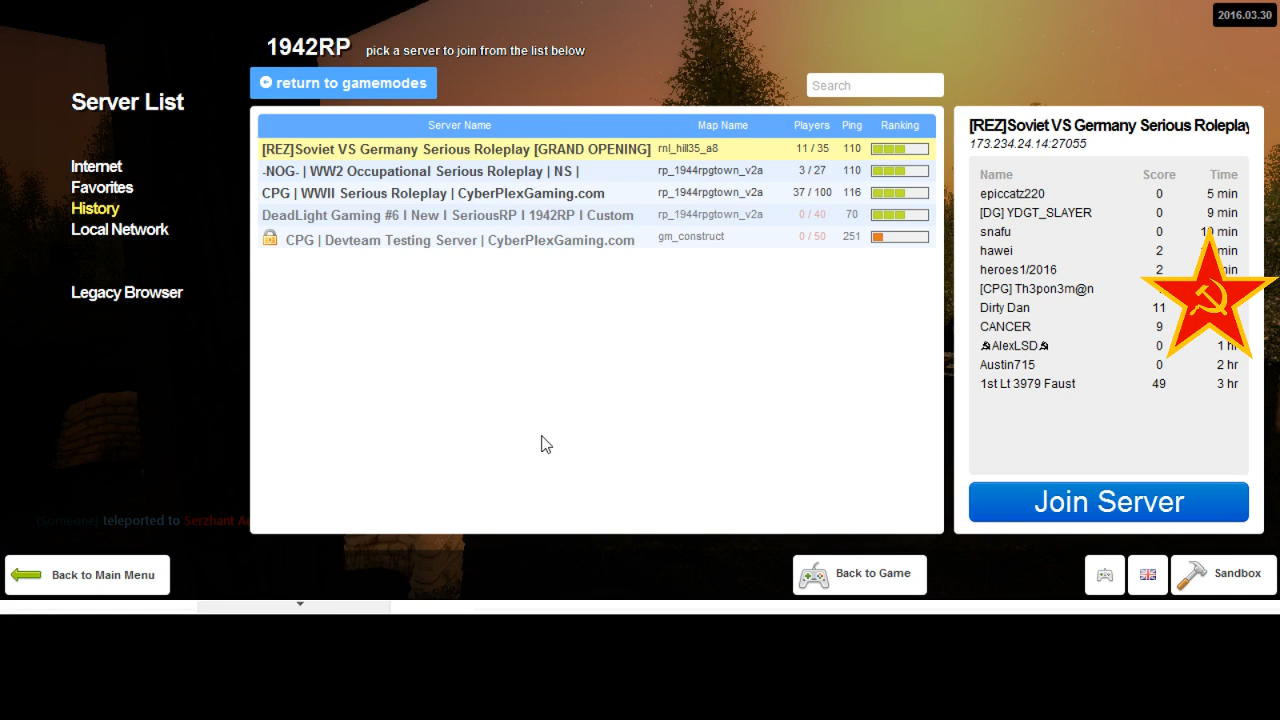 2016.03.30
1942RP pick a server to join from the list below
return to gamemodes
Search
Server List
Internet
Favorites
History
Local Network
Legacy Browser
Server Name Map Name Players Ping Ranking
[REZ]Soviet VS Germany Serious Roleplay [GRAND OPENING] rnl_hill35_a8 11 / 35 110
-NOG- | WW2 Occupational Serious Roleplay | NS | rp_1944rpgtown_v2a 3 / 27 110
CPG | WWII Serious Roleplay | CyberPlexGaming.com rp_1944rpgtown_v2a 37 / 100 116
DeadLight Gaming #6 I New I SeriousRP I 1942RP I Custom rp_1944rpgtown_v2a 0 / 40 70
CPG | Devteam Testing Server | CyberPlexGaming.com gm_construct 0 / 50 251
[REZ]Soviet VS Germany Serious Roleplay
173.234.24.14:27055
Name Score Time
epiccatz220 0 5 min
[DG] YDGT_SLAYER 0 9 min
snafu 0 min
hawei 2 min
heroes1/2016 2 min
[CPG] Th3pon3m@n
Dirty Dan 11
CANCER 9
☭AlexLSD☭ 0 1 hr
Austin715 0 2 hr
1st Lt 3979 Faust 49 3 hr
Join Server
(Someone) teleported to Serzhant
Back to Main Menu
Back to Game
Sandbox